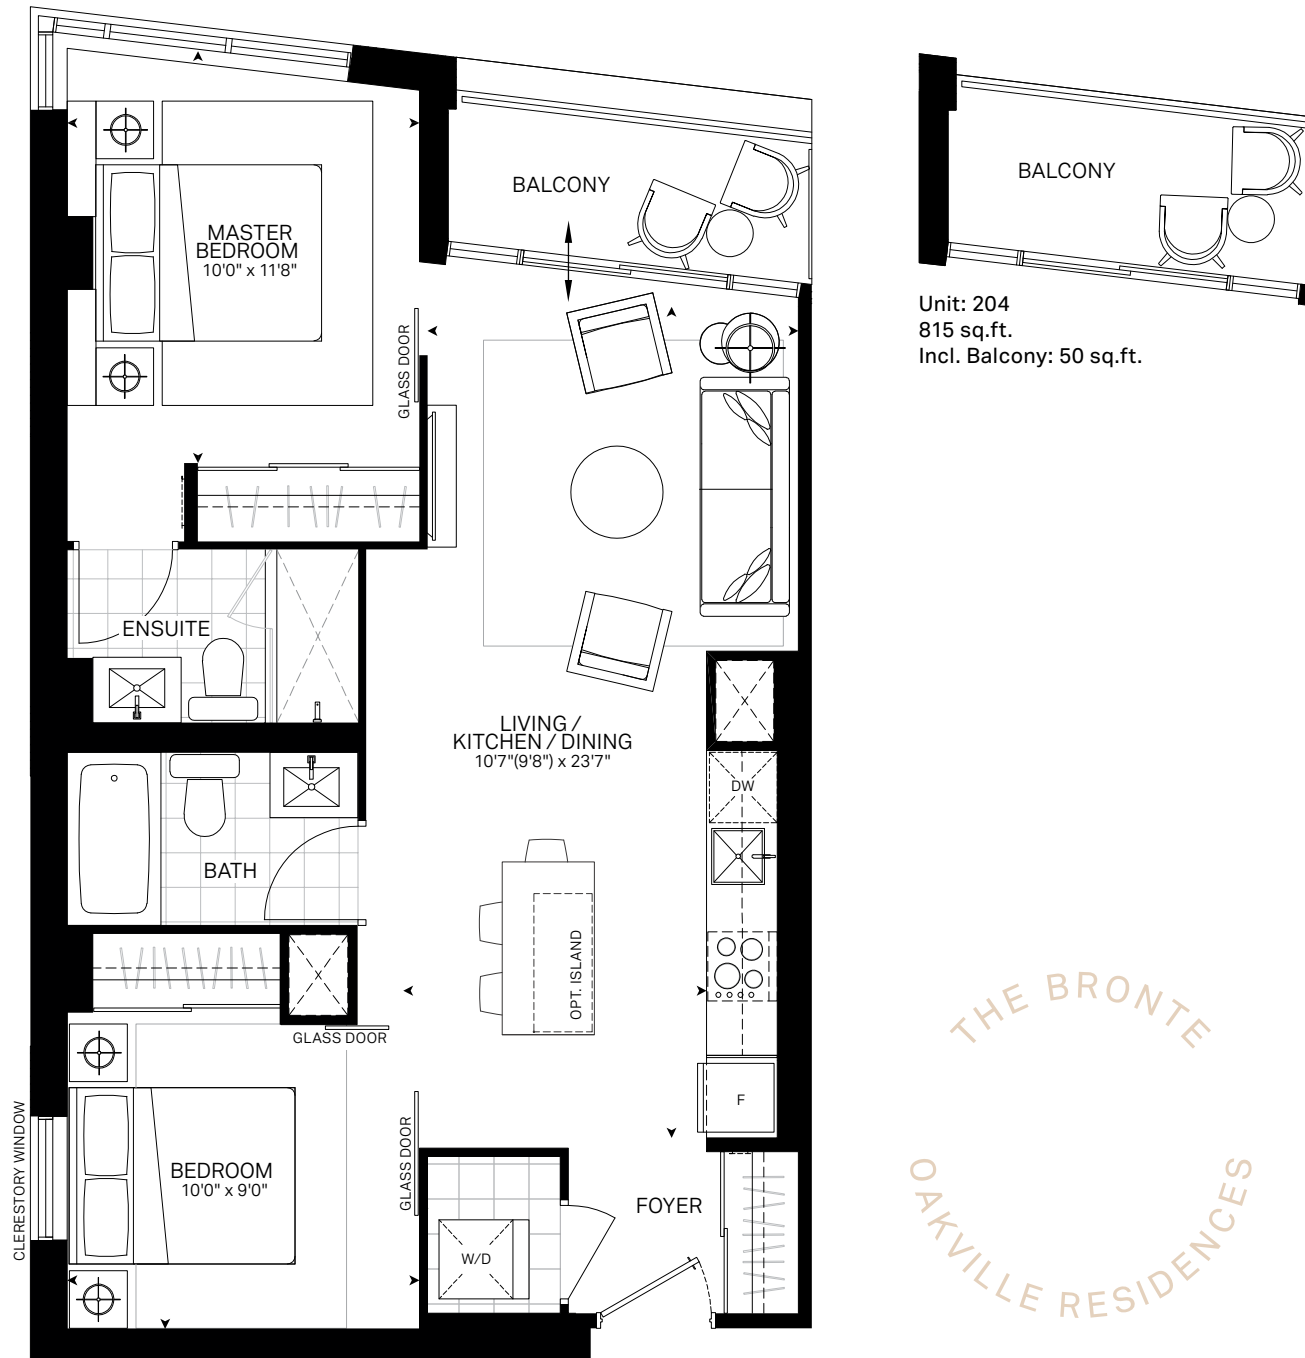 BALCONY
MASTER
BEDROOM
10'0" x 11'8"
GLASS DOOR
BALCONY
Unit: 204
815 sq.ft.
Incl. Balcony: 50 sq.ft.
ENSUITE
LIVING /
KITCHEN / DINING
10'7"(9'8") x 23'7"
DW
BATH
OPT. ISLAND
GLASS DOOR
F
CLERESTORY WINDOW
BEDROOM
10'0" x 9'0"
GLASS DOOR
W/D
FOYER
THE BRONTE
OAKVILLE RESIDENCES